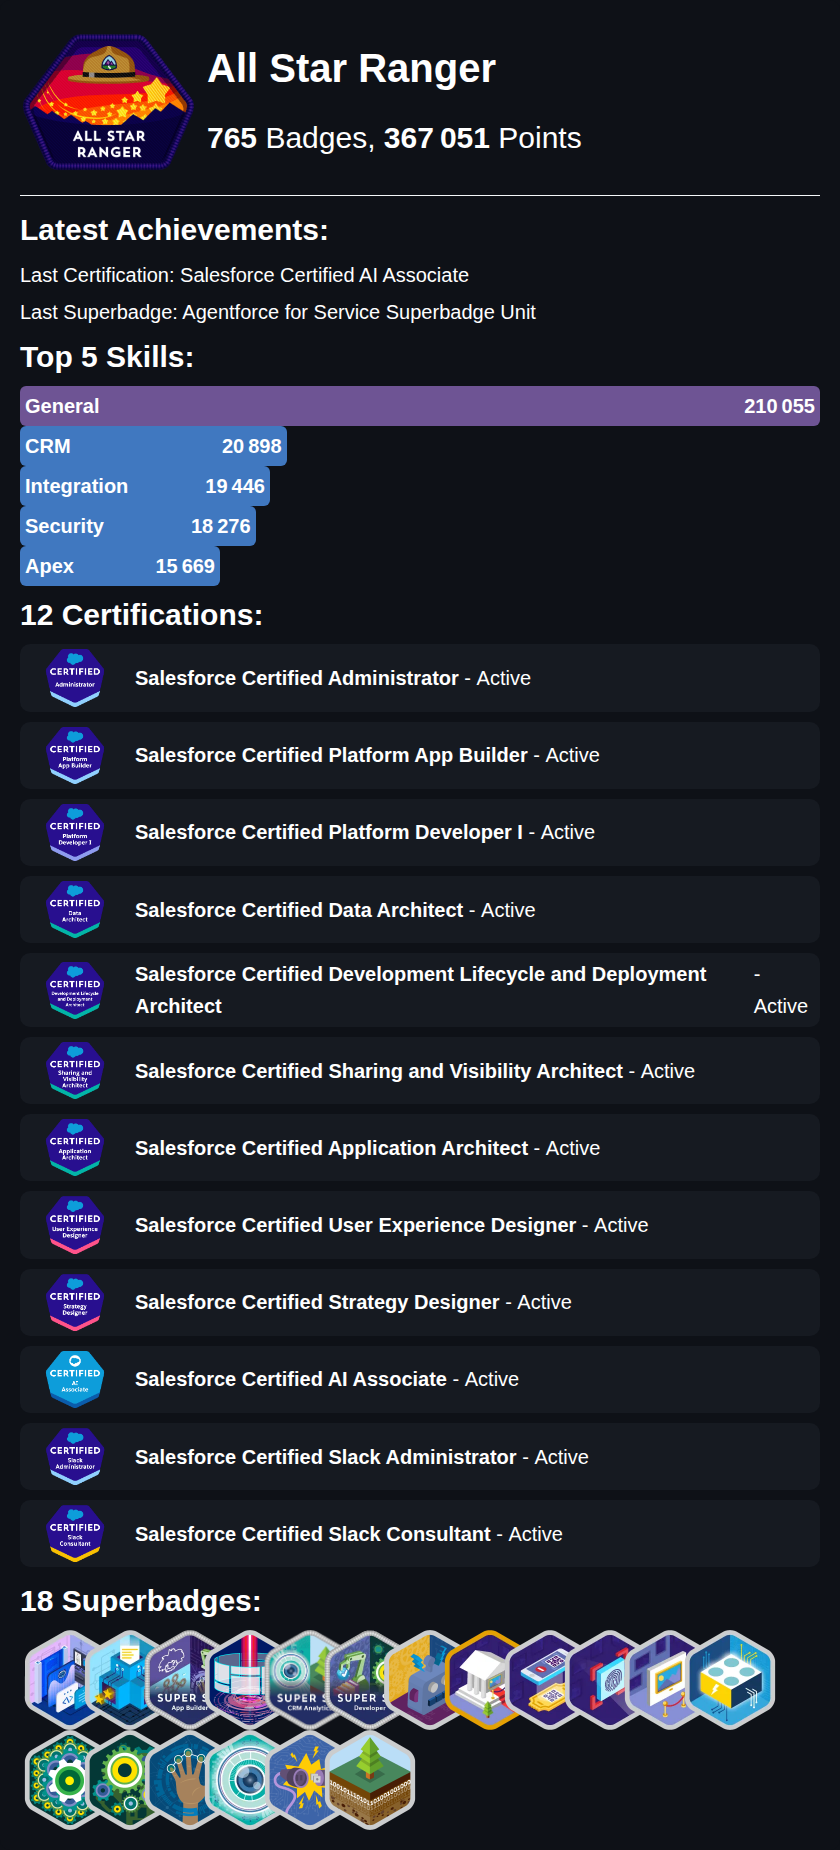 ALL STAR
RANGER
All Star Ranger
765 Badges, 367 051 Points
Latest Achievements:
Last Certification: Salesforce Certified AI Associate
Last Superbadge: Agentforce for Service Superbadge Unit
Top 5 Skills:
General 210 055
CRM 20 898
Integration 19 446
Security 18 276
Apex 15 669
12 Certifications:
CERTIFIED
Administrator
Salesforce Certified Administrator - Active
CERTIFIED
Platform
App Builder
Salesforce Certified Platform App Builder - Active
CERTIFIED
Platform
Developer I
Salesforce Certified Platform Developer I - Active
CERTIFIED
Data
Architect
Salesforce Certified Data Architect - Active
CERTIFIED
Development Lifecycle
and Deployment
Architect
Salesforce Certified Development Lifecycle and Deployment -
Architect Active
CERTIFIED
Sharing and
Visibility
Architect
Salesforce Certified Sharing and Visibility Architect - Active
CERTIFIED
Application
Architect
Salesforce Certified Application Architect - Active
CERTIFIED
User Experience
Designer
Salesforce Certified User Experience Designer - Active
CERTIFIED
Strategy
Designer
Salesforce Certified Strategy Designer - Active
CERTIFIED
AI
Associate
Salesforce Certified AI Associate - Active
CERTIFIED
Slack
Administrator
Salesforce Certified Slack Administrator - Active
CERTIFIED
Slack
Consultant
Salesforce Certified Slack Consultant - Active
18 Superbadges:
SUPER S
App Builder
SUPER S
CRM Analytic
SUPER S
Developer